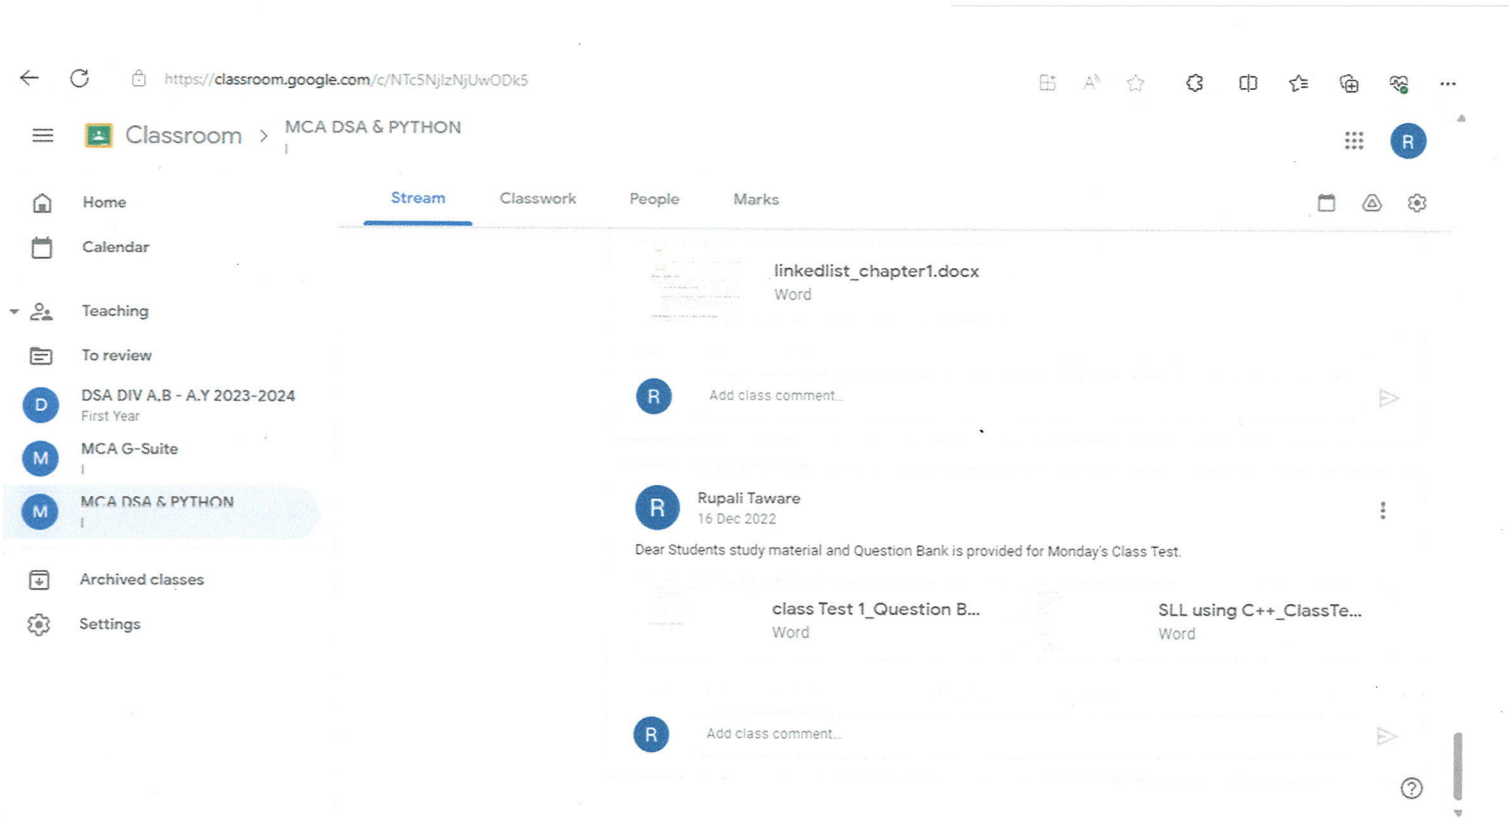 https://classroom.google.com/c/NTc5NjIzNjUwODk5
Classroom > MCA DSA & PYTHON
I
R
Home
Calendar
Teaching
To review
D DSA DIV A,B - A.Y 2023-2024
First Year
M MCA G-Suite
I
M MCA DSA & PYTHON
I
Archived classes
Settings
Stream Classwork People Marks
linkedlist_chapter1.docx
Word
R Add class comment...
R Rupali Taware
16 Dec 2022
Dear Students study material and Question Bank is provided for Monday's Class Test.
class Test 1_Question B...
Word
SLL using C++_ClassTe...
Word
R Add class comment...